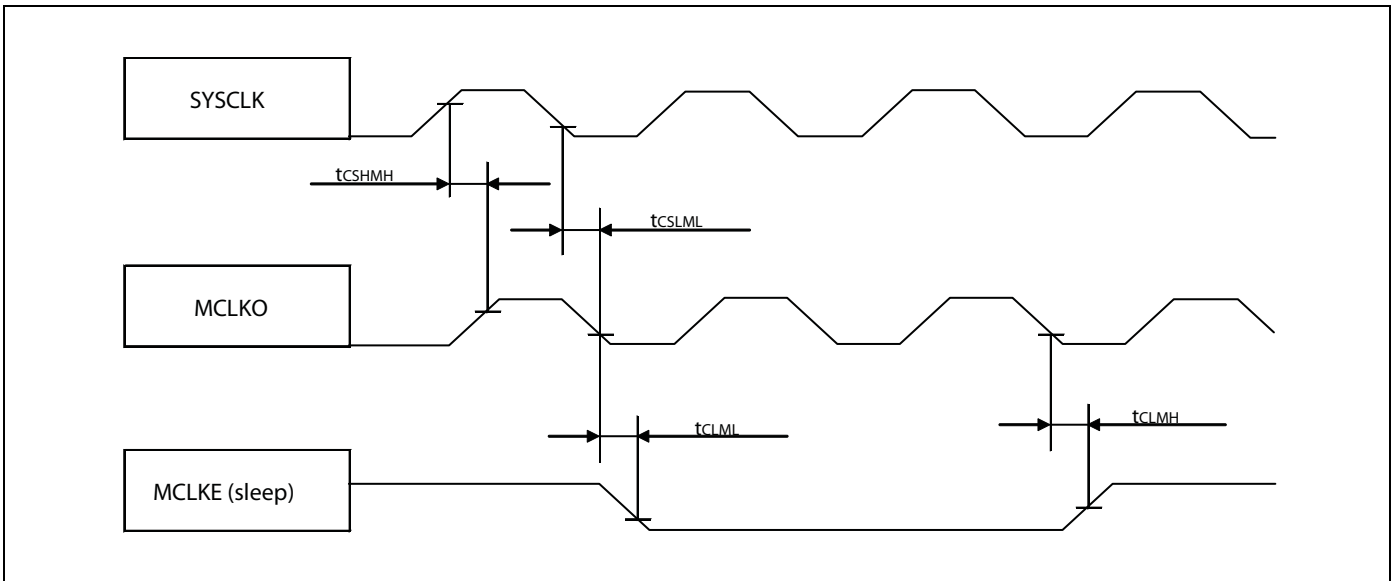 SYSCLK
tCSHMH
tCSLML
MCLKO
tCLML
tCLMH
MCLKE (sleep)